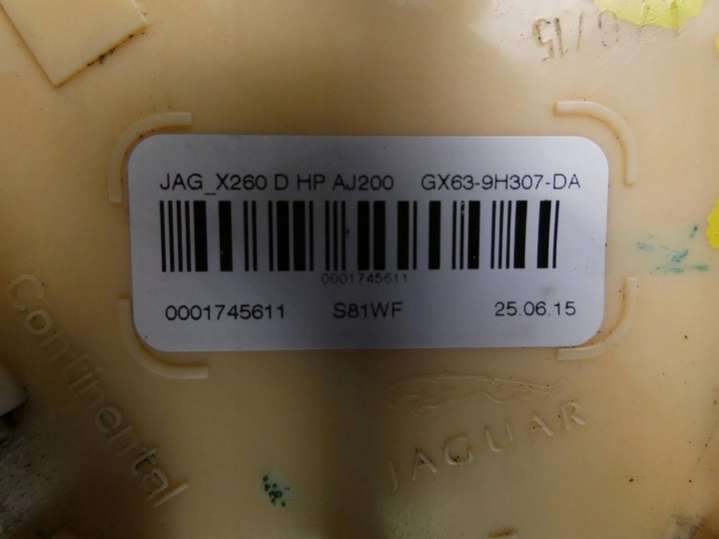 JAG_X260 D HP AJ200 GX63-9H307-DA
0001745611
0001745611 S81WF 25.06.15
Continental
JAGUAR